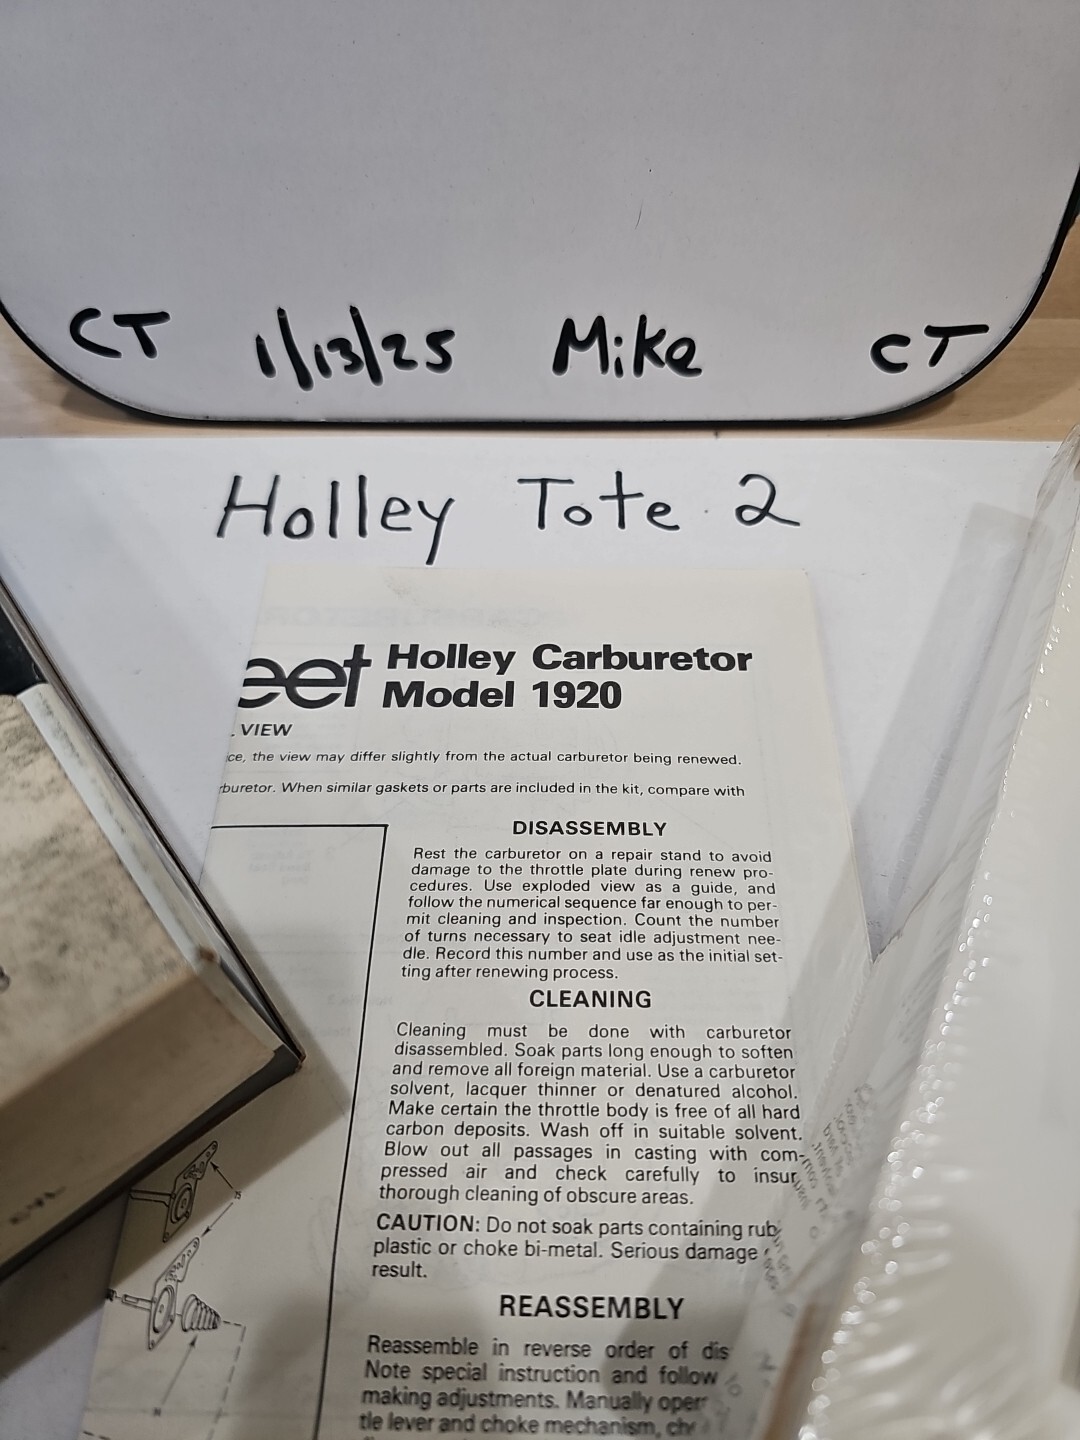 CT 1/13/25 Mike CT
Holley Tote 2
eet Holley Carburetor
Model 1920
VIEW
ce, the view may differ slightly from the actual carburetor being renewed.
rburetor. When similar gaskets or parts are included in the kit, compare with
DISASSEMBLY
Rest the carburetor on a repair stand to avoid
damage to the throttle plate during renew pro-
cedures. Use exploded view as a guide, and
follow the numerical sequence far enough to per-
mit cleaning and inspection. Count the number
of turns necessary to seat idle adjustment nee-
dle. Record this number and use as the initial set-
ting after renewing process.
CLEANING
Cleaning must be done with carburetor
disassembled. Soak parts long enough to soften
and remove all foreign material. Use a carburetor
solvent, lacquer thinner or denatured alcohol.
Make certain the throttle body is free of all hard
carbon deposits. Wash off in suitable solvent.
Blow out all passages in casting with com-
pressed air and check carefully to insur
thorough cleaning of obscure areas.
CAUTION: Do not soak parts containing rub
plastic or choke bi-metal. Serious damage
result.
REASSEMBLY
Reassemble in reverse order of dis
Note special instruction and follow
making adjustments. Manually oper
tle lever and choke mechanism, che